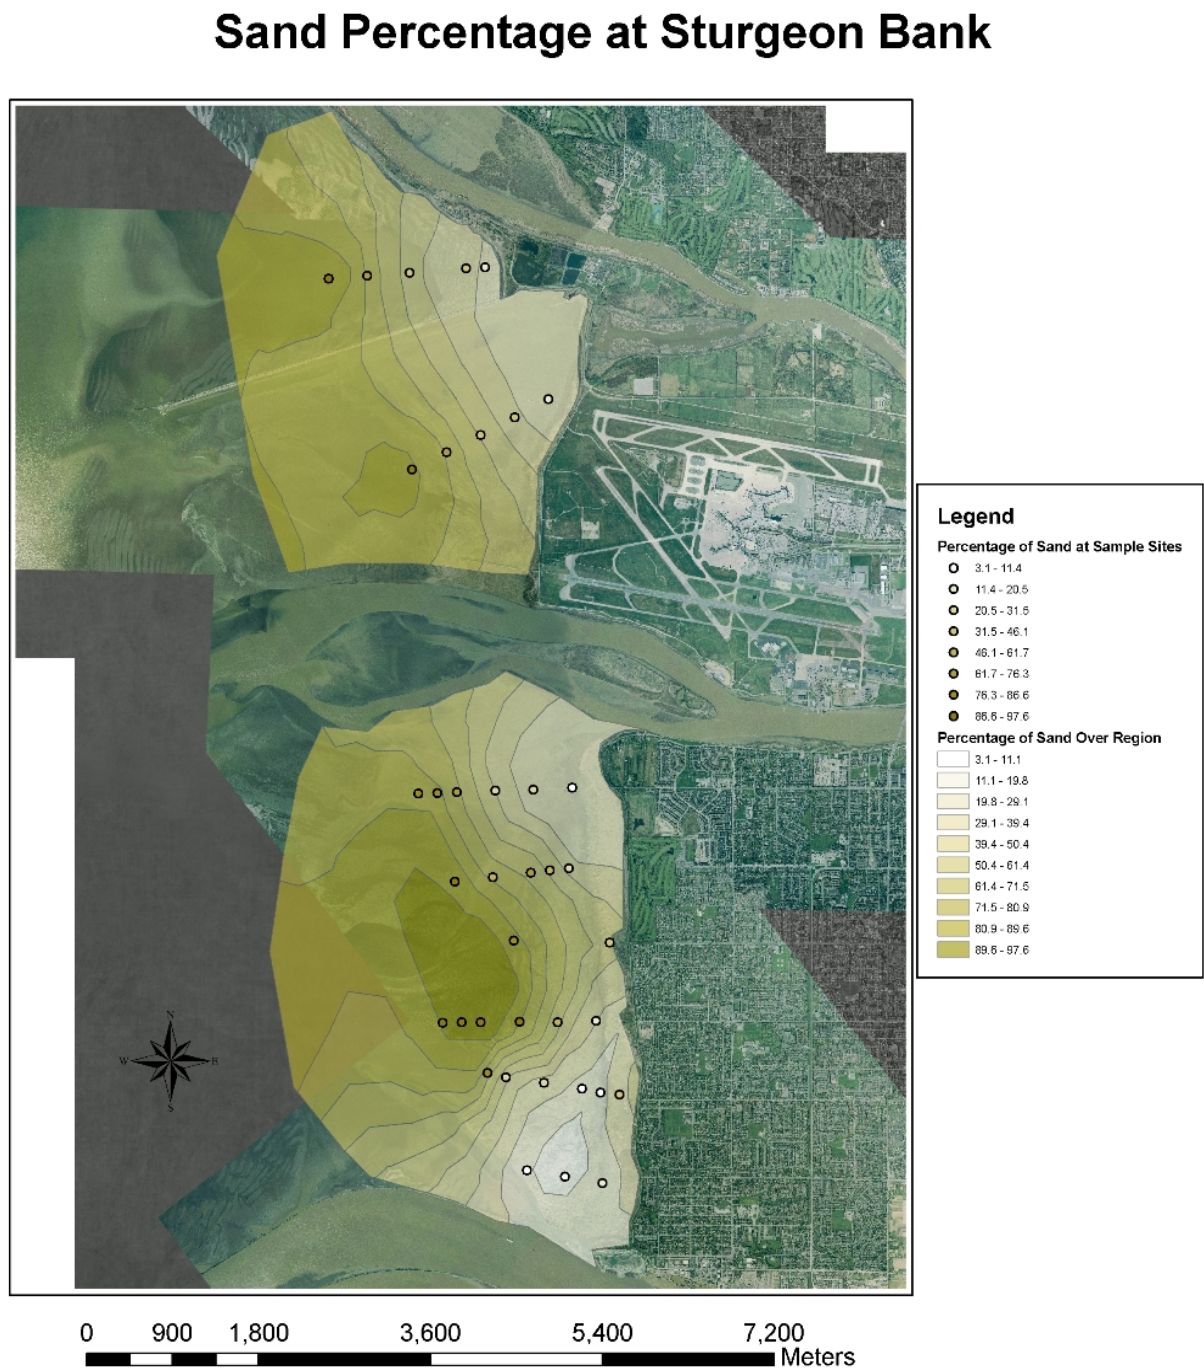 Sand Percentage at Sturgeon Bank
N
W E
S
Legend
Percentage of Sand at Sample Sites
3.1 - 11.4
11.4 - 20.5
20.5 - 31.5
31.5 - 46.1
46.1 - 61.7
61.7 - 76.3
76.3 - 86.6
86.6 - 97.6
Percentage of Sand Over Region
3.1 - 11.1
11.1 - 19.8
19.8 - 29.1
29.1 - 39.4
39.4 - 50.4
50.4 - 61.4
61.4 - 71.5
71.5 - 80.9
80.9 - 89.6
89.6 - 97.6
0 900 1,800 3,600 5,400 7,200
Meters